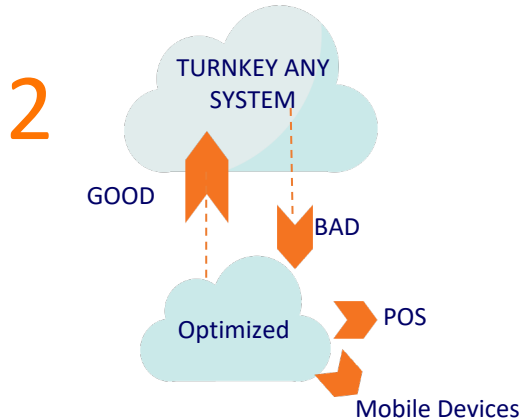 2
TURNKEY ANY
SYSTEM
GOOD
BAD
Optimized
POS
Mobile Devices